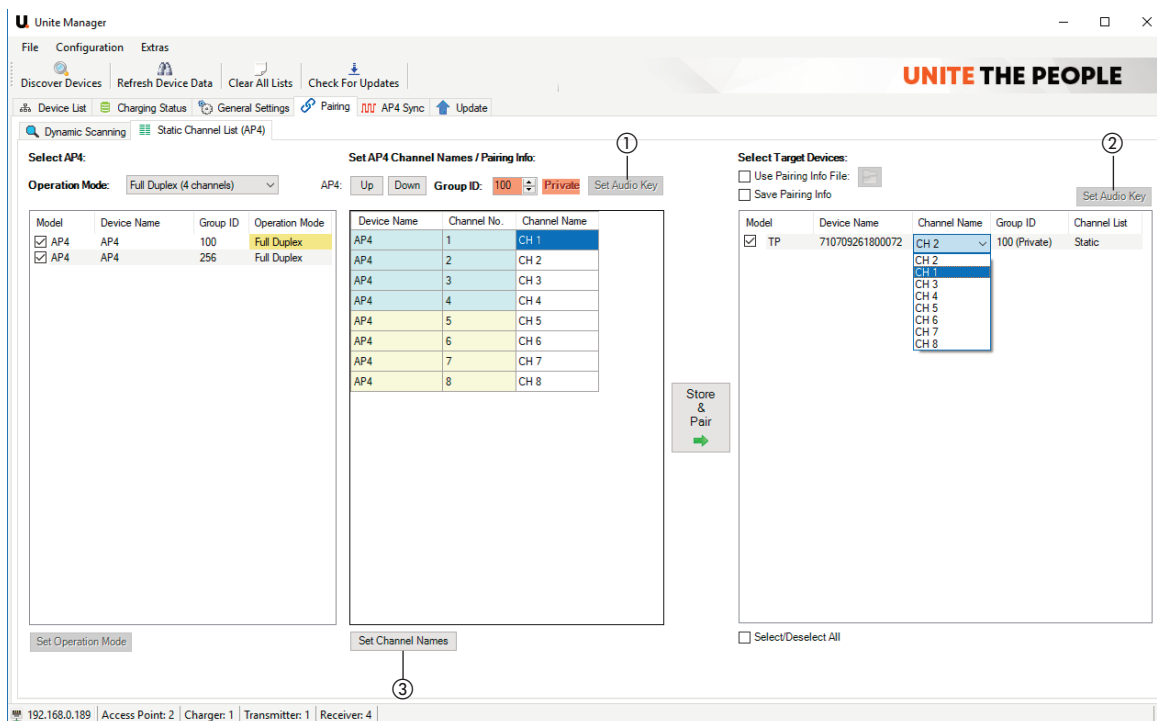 U. Unite Manager
File Configuration Extras
Discover Devices Refresh Device Data Clear All Lists Check For Updates
UNITE THE PEOPLE
Device List Charging Status General Settings Pairing AP4 Sync Update
Dynamic Scanning Static Channel List (AP4)
① ②
Select AP4: Set AP4 Channel Names / Pairing Info: Select Target Devices:
Use Pairing Info File:
Operation Mode: Full Duplex (4 channels) AP4: Up Down Group ID: 100 Private Set Audio Key
Save Pairing Info Set Audio Key
Model Device Name Group ID Operation Mode
AP4 AP4 100 Full Duplex
AP4 AP4 256 Full Duplex
Device Name Channel No. Channel Name
AP4 1 CH 1
AP4 2 CH 2
AP4 3 CH 3
AP4 4 CH 4
AP4 5 CH 5
AP4 6 CH 6
AP4 7 CH 7
AP4 8 CH 8
Store
&
Pair
Model Device Name Channel Name Group ID Channel List
TP 710709261800072 CH 2 100 (Private) Static
CH 2
CH 1
CH 3
CH 4
CH 5
CH 6
CH 7
CH 8
Set Operation Mode Set Channel Names Select/Deselect All
③
192.168.0.189 Access Point: 2 Charger: 1 Transmitter: 1 Receiver: 4